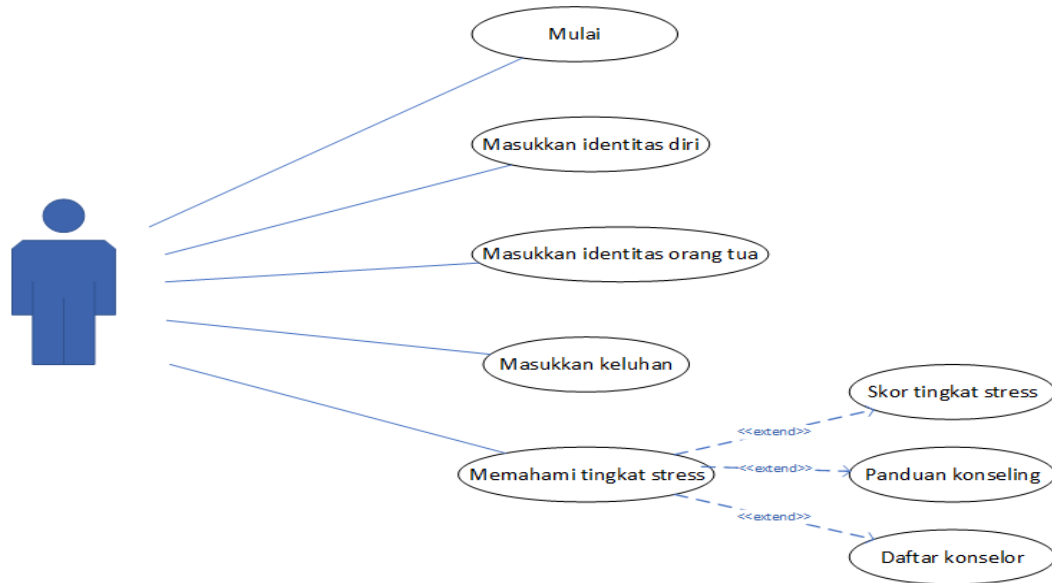 Mulai
Masukkan identitas diri
Masukkan identitas orang tua
Masukkan keluhan
Memahami tingkat stress
<<extend>>
Skor tingkat stress
<<extend>>
Panduan konseling
<<extend>>
Daftar konselor